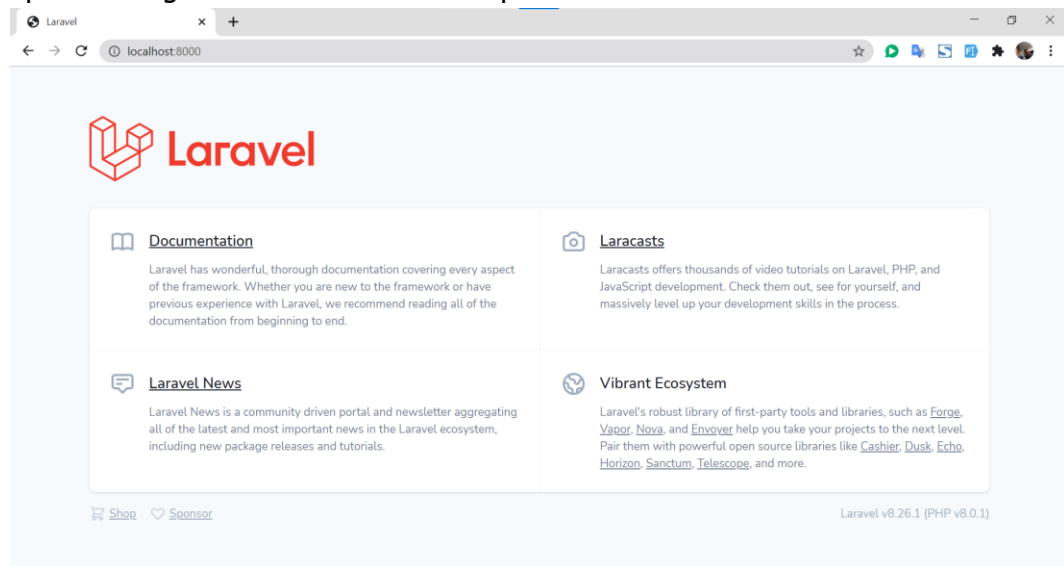 Laravel
localhost:8000
Laravel
Documentation
Laravel has wonderful, thorough documentation covering every aspect
of the framework. Whether you are new to the framework or have
previous experience with Laravel, we recommend reading all of the
documentation from beginning to end.
Laracasts
Laracasts offers thousands of video tutorials on Laravel, PHP, and
JavaScript development. Check them out, see for yourself, and
massively level up your development skills in the process.
Laravel News
Laravel News is a community driven portal and newsletter aggregating
all of the latest and most important news in the Laravel ecosystem,
including new package releases and tutorials.
Vibrant Ecosystem
Laravel's robust library of first-party tools and libraries, such as Forge,
Vapor, Nova, and Envoyer help you take your projects to the next level.
Pair them with powerful open source libraries like Cashier, Dusk, Echo,
Horizon, Sanctum, Telescope, and more.
Shop
Sponsor
Laravel v8.26.1 (PHP v8.0.1)